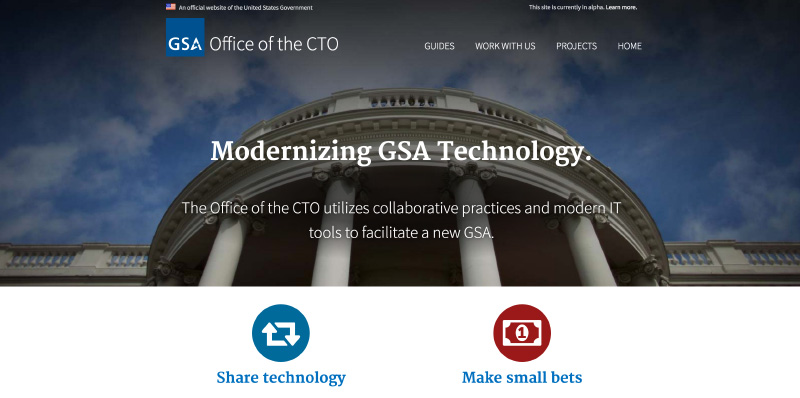 An official website of the United States Government
This site is currently in alpha. Learn more.
GSA Office of the CTO
GUIDES WORK WITH US PROJECTS HOME
Modernizing GSA Technology.
The Office of the CTO utilizes collaborative practices and modern IT
tools to facilitate a new GSA.
1
Share technology
Make small bets